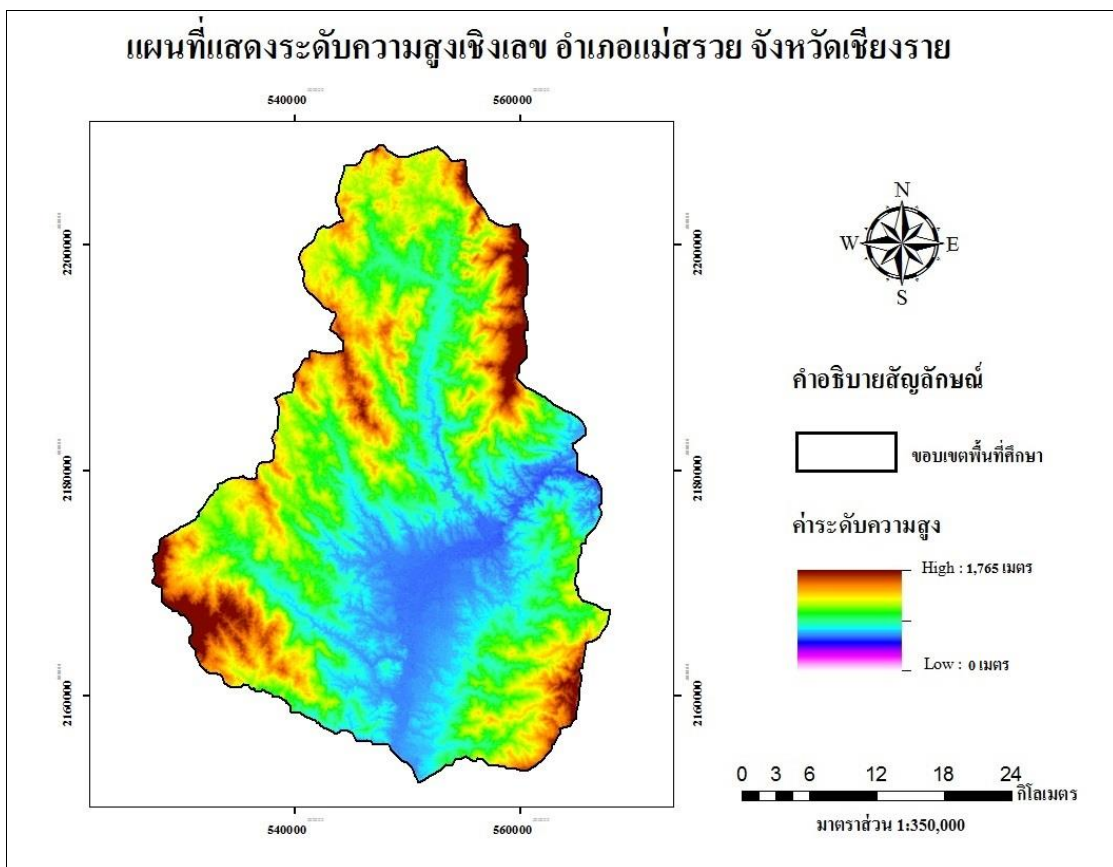 แผนที่แสดงระดับความสูงเชิงเลข อำเภอแม่สรวย จังหวัดเชียงราย
540000
560000
2200000
2200000
2180000
2180000
2160000
2160000
540000
560000
N
W
E
S
คำอธิบายสัญลักษณ์
ขอบเขตพื้นที่ศึกษา
ค่าระดับความสูง
High : 1,765 เมตร
Low : 0 เมตร
0 3 6 12 18 24
กิโลเมตร
มาตราส่วน 1:350,000